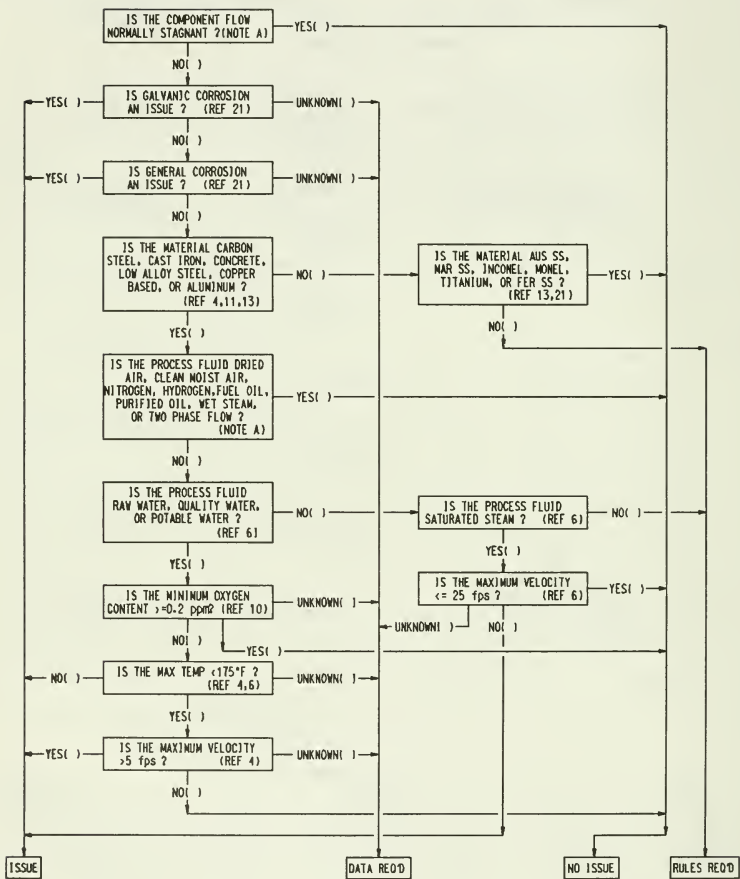 IS THE COMPONENT FLOW
NORMALLY STAGNANT ?(NOTE A)
YES( )
NO( )
YES( )
IS GALVANIC CORROSION
AN ISSUE ? (REF 21)
UNKNOWN( )
NO( )
YES( )
IS GENERAL CORROSION
AN ISSUE ? (REF 21)
UNKNOWN( )
NO( )
IS THE MATERIAL CARBON
STEEL, CAST IRON, CONCRETE,
LOW ALLOY STEEL, COPPER
BASED, OR ALUMINUM ?
(REF 4,11,13)
NO( )
IS THE MATERIAL AUS SS,
MAR SS, INCONEL, MONEL,
TITANIUM, OR FER SS ?
(REF 13,21)
YES( )
NO( )
YES( )
IS THE PROCESS FLUID DRIED
AIR, CLEAN MOIST AIR,
NITROGEN, HYDROGEN,FUEL OIL,
PURIFIED OIL, WET STEAM,
OR TWO PHASE FLOW ?
(NOTE A)
YES( )
NO( )
IS THE PROCESS FLUID
RAW WATER, QUALITY WATER,
OR POTABLE WATER ?
(REF 6)
NO( )
IS THE PROCESS FLUID
SATURATED STEAM ? (REF 6)
NO( )
YES( )
YES( )
IS THE MINIMUM OXYGEN
CONTENT >=0.2 ppm? (REF 10)
UNKNOWN( )
IS THE MAXIMUM VELOCITY
<= 25 fps ? (REF 6)
YES( )
UNKNOWN( )
NO( )
NO( )
YES( )
NO( )
IS THE MAX TEMP <175°F ?
(REF 4,6)
UNKNOWN( )
YES( )
YES( )
IS THE MAXIMUM VELOCITY
>5 fps ? (REF 4)
UNKNOWN( )
NO( )
ISSUE
DATA REQ'D
NO ISSUE
RULES REQ'D